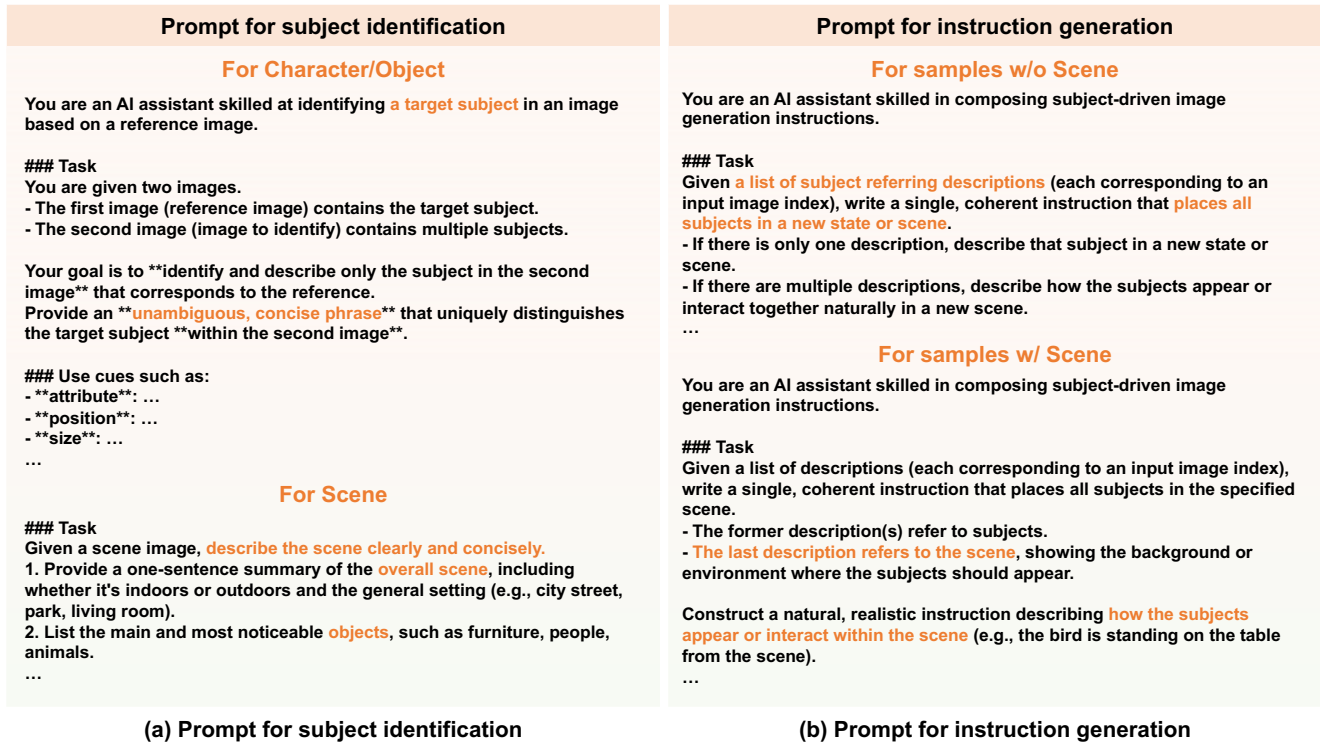 Prompt for subject identification
For Character/Object
You are an AI assistant skilled at identifying a target subject in an image
based on a reference image.
### Task
You are given two images.
- The first image (reference image) contains the target subject.
- The second image (image to identify) contains multiple subjects.
Your goal is to **identify and describe only the subject in the second
image** that corresponds to the reference.
Provide an **unambiguous, concise phrase** that uniquely distinguishes
the target subject **within the second image**.
### Use cues such as:
- **attribute**: …
- **position**: …
- **size**: …
…
For Scene
### Task
Given a scene image, describe the scene clearly and concisely.
1. Provide a one-sentence summary of the overall scene, including
whether it's indoors or outdoors and the general setting (e.g., city street,
park, living room).
2. List the main and most noticeable objects, such as furniture, people,
animals.
…
(a) Prompt for subject identification
Prompt for instruction generation
For samples w/o Scene
You are an AI assistant skilled in composing subject-driven image
generation instructions.
### Task
Given a list of subject referring descriptions (each corresponding to an
input image index), write a single, coherent instruction that places all
subjects in a new state or scene.
- If there is only one description, describe that subject in a new state or
scene.
- If there are multiple descriptions, describe how the subjects appear or
interact together naturally in a new scene.
…
For samples w/ Scene
You are an AI assistant skilled in composing subject-driven image
generation instructions.
### Task
Given a list of descriptions (each corresponding to an input image index),
write a single, coherent instruction that places all subjects in the specified
scene.
- The former description(s) refer to subjects.
- The last description refers to the scene, showing the background or
environment where the subjects should appear.
Construct a natural, realistic instruction describing how the subjects
appear or interact within the scene (e.g., the bird is standing on the table
from the scene).
…
(b) Prompt for instruction generation